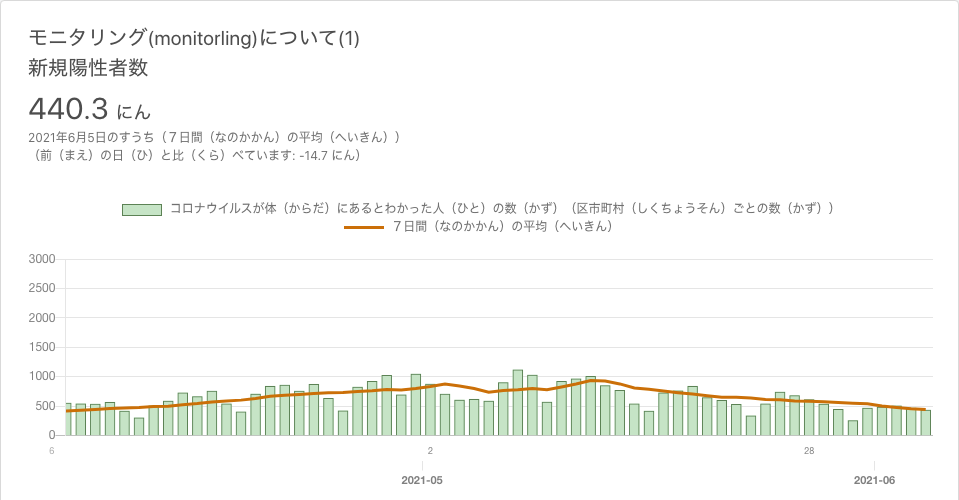 モニタリング(monitorling)について(1)
新規陽性者数
440.3 にん
2021年6月5日のすうち（７日間（なのかかん）の平均（へいきん））
（前（まえ）の日（ひ）と比（くら）べています: -14.7 にん）
コロナウイルスが体（からだ）にあるとわかった人（ひと）の数（かず）（区市町村（しくちょうそん）ごとの数（かず））
７日間（なのかかん）の平均（へいきん）
3000
2500
2000
1500
1000
500
0
6 2 28
2021-05 2021-06